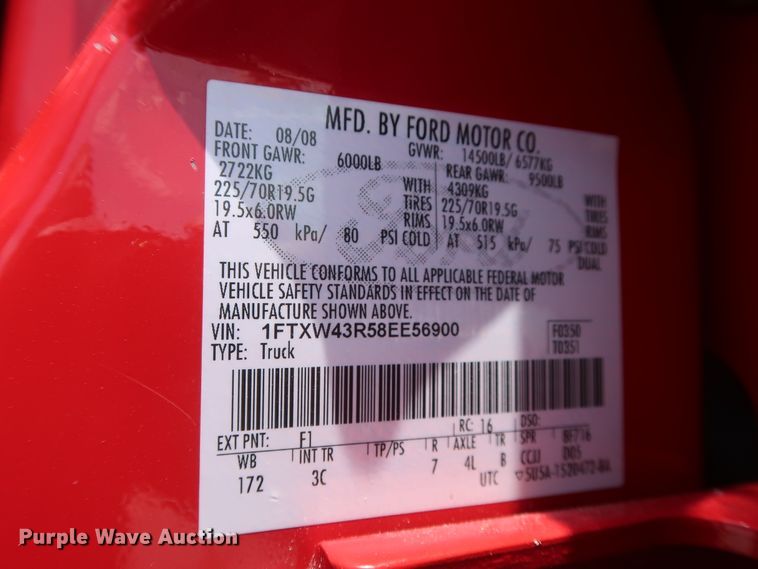 MFD. BY FORD MOTOR CO.
DATE: 08/08 GVWR: 14500LB/ 6577KG
FRONT GAWR: 6000LB REAR GAWR: 9500LB
2722KG WITH 4309KG WITH
225/70R19.5G TIRES 225/70R19.5G TIRES
19.5x6.0RW RIMS 19.5x6.0RW RIMS
AT 550 kPa/ 80 PSI COLD AT 515 kPa/ 75 PSI COLD
DUAL
THIS VEHICLE CONFORMS TO ALL APPLICABLE FEDERAL MOTOR
VEHICLE SAFETY STANDARDS IN EFFECT ON THE DATE OF
MANUFACTURE SHOWN ABOVE.
VIN: 1FTXW43R58EE56900 F0350
TYPE: Truck T0351
EXT PNT: F1 RC: 16 DSO:
WB INT TR TP/PS R AXLE TR SPR BF716
172 3C 7 4L B CCJJ D05
UTC 5U5A-1520472-BA
Purple Wave Auction